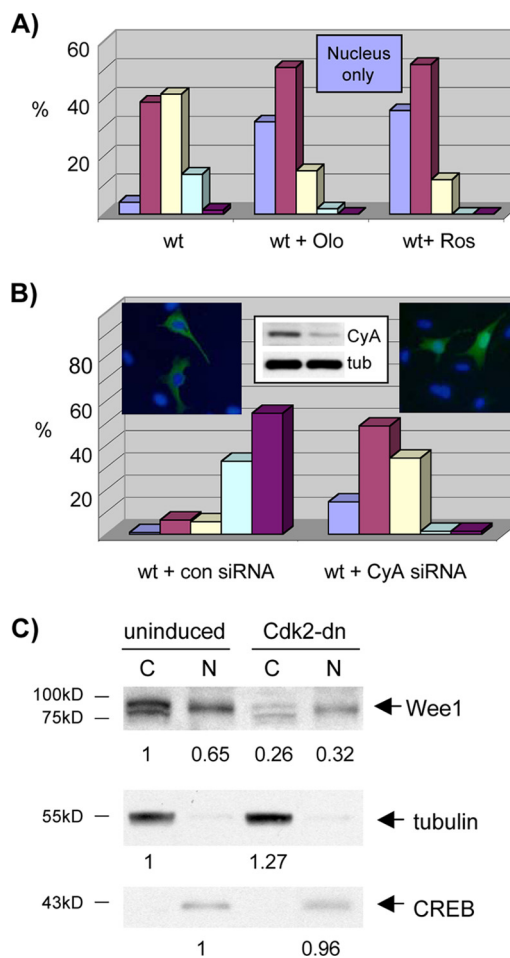 A)
60
40
20
%
Nucleus
only
wt
wt + Olo
wt+ Ros
B)
80
60
40
20
%
CyA
tub
wt + con siRNA
wt + CyA siRNA
C)
uninduced
Cdk2-dn
C
N
C
N
100kD
75kD
Wee1
1
0.65
0.26
0.32
55kD
tubulin
1
1.27
43kD
CREB
1
0.96